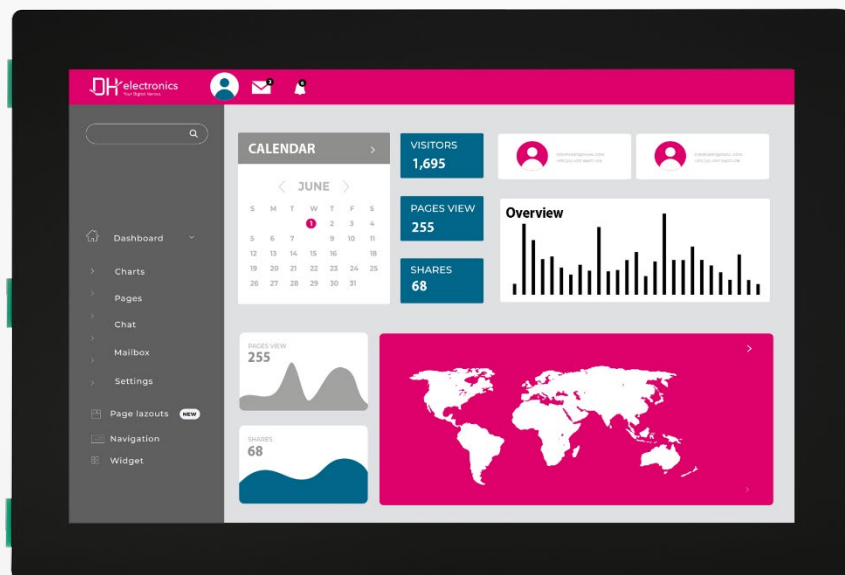 DH electronics
CALENDAR
JUNE
S M T W T F S
1 2 3 4
5 6 7 9 10 11
12 13 14 15 16 18
19 20 21 22 23 24 25
26 27 28 29 30 31
VISITORS
1,695
PAGES VIEW
255
SHARES
68
Overview
Dashboard
Charts
Pages
Chat
Mailbox
Settings
Page lazouts NEW
Navigation
Widget
PAGES VIEW
255
SHARES
68